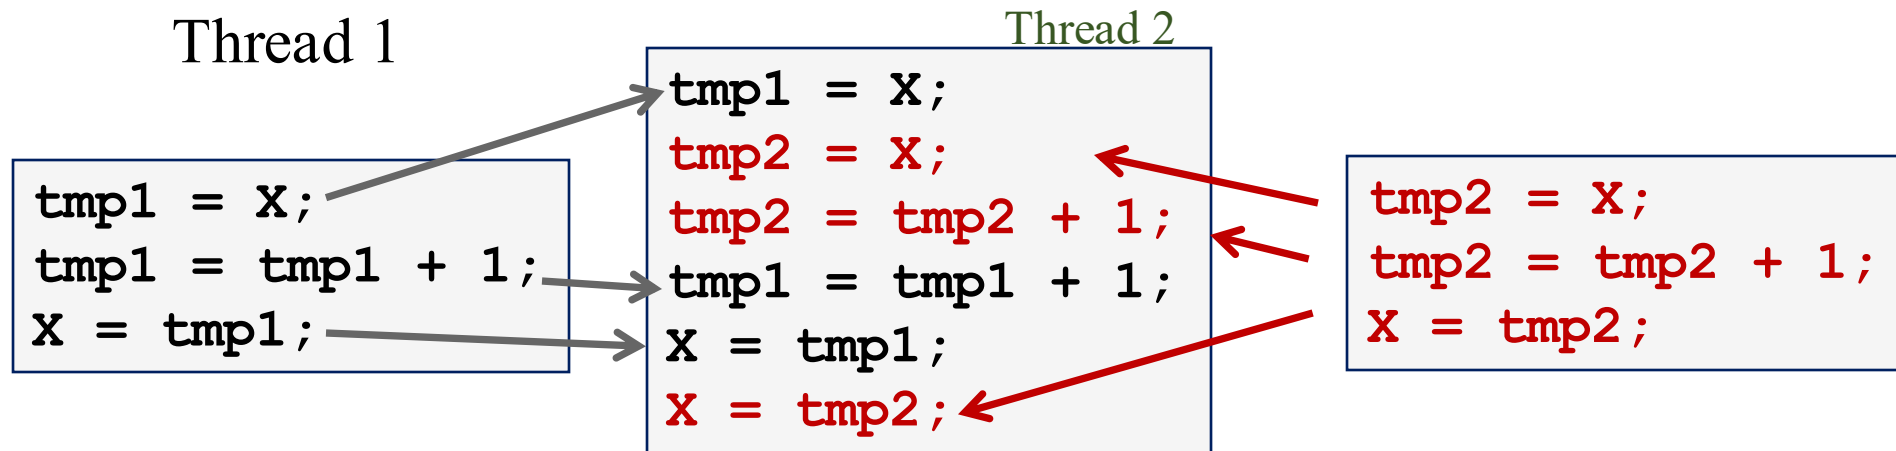 Thread 1
Thread 2
tmp1 = X;
tmp1 = tmp1 + 1;
X = tmp1;
tmp1 = X;
tmp2 = X;
tmp2 = tmp2 + 1;
tmp1 = tmp1 + 1;
X = tmp1;
X = tmp2;
tmp2 = X;
tmp2 = tmp2 + 1;
X = tmp2;